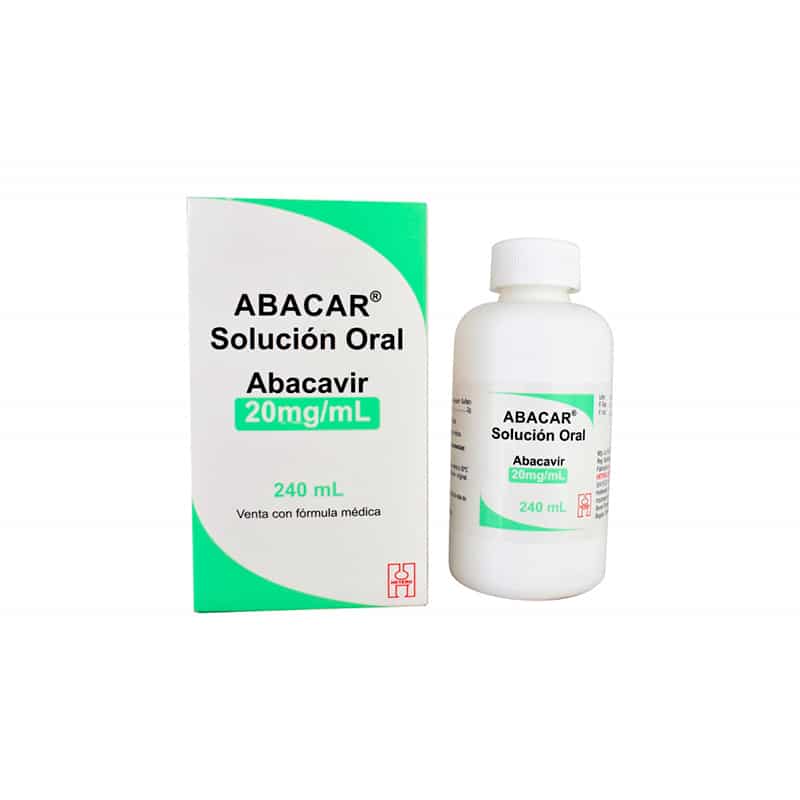 ABACAR®
Solución Oral
Abacavir
20mg/mL
240 mL
Venta con fórmula médica
HETERO
ABACAR®
Solución Oral
Abacavir
20mg/mL
240 mL